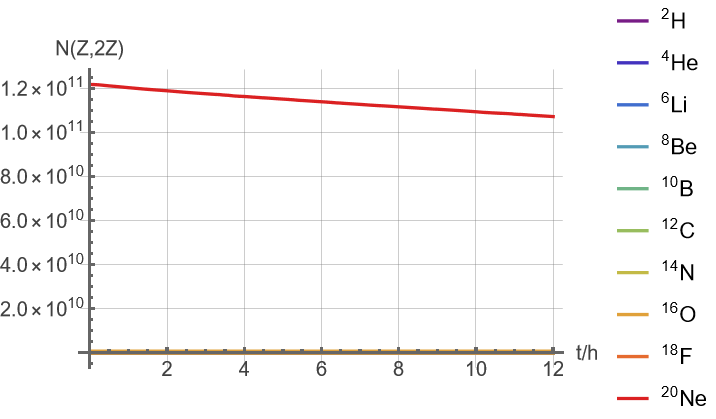 N(Z,2Z)
1.2×10¹¹
1.0×10¹¹
8.0×10¹⁰
6.0×10¹⁰
4.0×10¹⁰
2.0×10¹⁰
2 4 6 8 10 12 t/h
²H
⁴He
⁶Li
⁸Be
¹⁰B
¹²C
¹⁴N
¹⁶O
¹⁸F
²⁰Ne